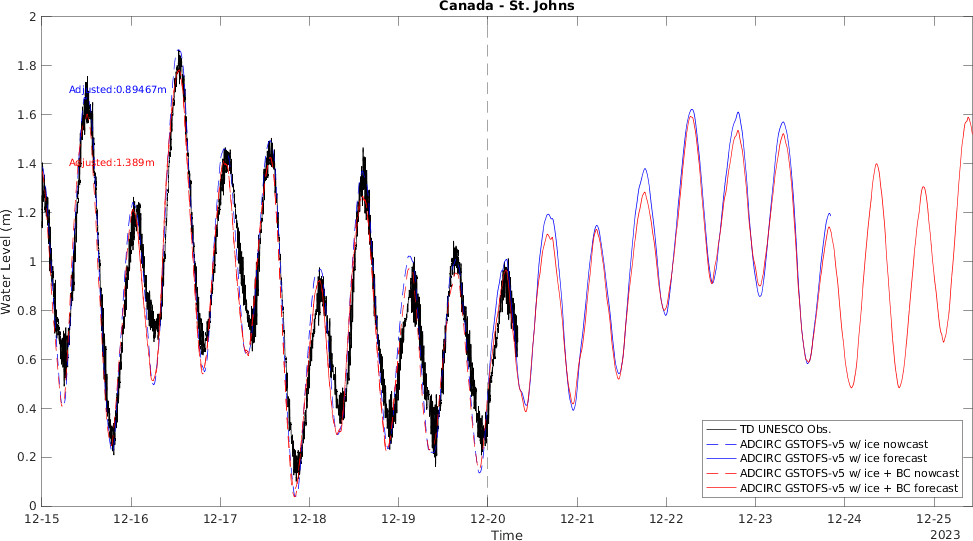 Canada - St. Johns
2
1.8
1.6
1.4
1.2
1
0.8
0.6
0.4
0.2
0
Water Level (m)
Adjusted:0.89467m
Adjusted:1.389m
TD UNESCO Obs.
ADCIRC GSTOFS-v5 w/ ice nowcast
ADCIRC GSTOFS-v5 w/ ice forecast
ADCIRC GSTOFS-v5 w/ ice + BC nowcast
ADCIRC GSTOFS-v5 w/ ice + BC forecast
12-15 12-16 12-17 12-18 12-19 12-20 12-21 12-22 12-23 12-24 12-25
Time
2023